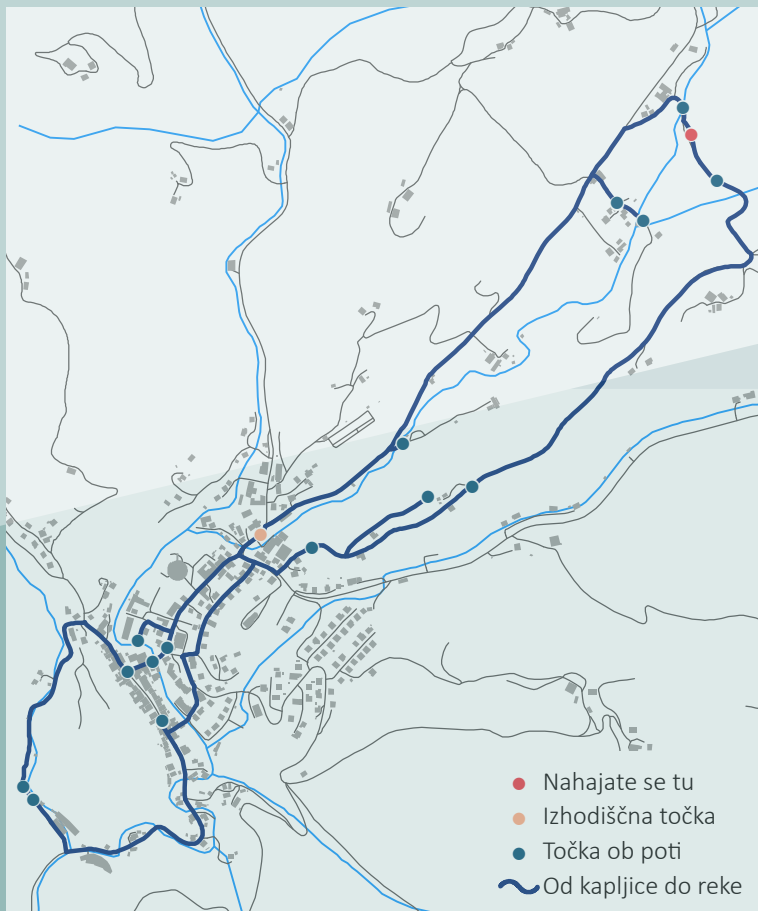 Nahajate se tu
Izhodiščna točka
Točka ob poti
Od kapljice do reke